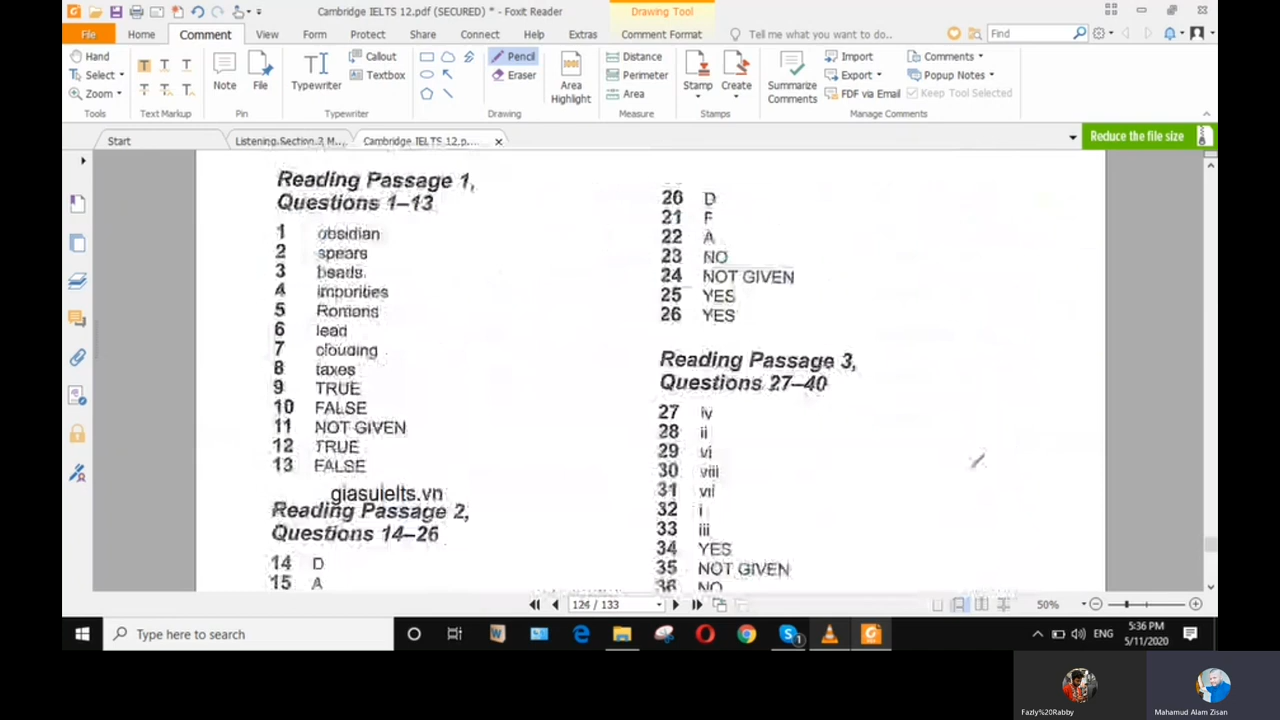 Cambridge IELTS 12.pdf (SECURED) * - Foxit Reader
Drawing Tool
File Home Comment View Form Protect Share Connect Help Extras Comment Format Tell me what you want to do.. Find
Hand
Select
Zoom
Tools
Text Markup
Note
File
Pin
Typewriter
Callout
Textbox
Typewriter
Pencil
Eraser
Area Highlight
Drawing
Distance
Perimeter
Area
Measure
Stamp
Create
Stamps
Summarize Comments
Import
Export
FDF via Email
Comments
Popup Notes
Keep Tool Selected
Manage Comments
Start
Listening Section 2 M...
Cambridge IELTS 12.p...
Reduce the file size
Reading Passage 1,
Questions 1–13
1 obsidian
2 spears
3 beads
4 impurities
5 Romans
6 lead
7 clouding
8 taxes
9 TRUE
10 FALSE
11 NOT GIVEN
12 TRUE
13 FALSE
giasuielts.vn
Reading Passage 2,
Questions 14–26
14 D
15 A
20 D
21 F
22 A
23 NO
24 NOT GIVEN
25 YES
26 YES
Reading Passage 3,
Questions 27–40
27 iv
28 ii
29 vi
30 viii
31 vii
32 i
33 iii
34 YES
35 NOT GIVEN
36 NO
124 / 133
50%
Type here to search
ENG
5:36 PM
5/11/2020
Fazly%20Rabby
Mahamud Alam Zisan